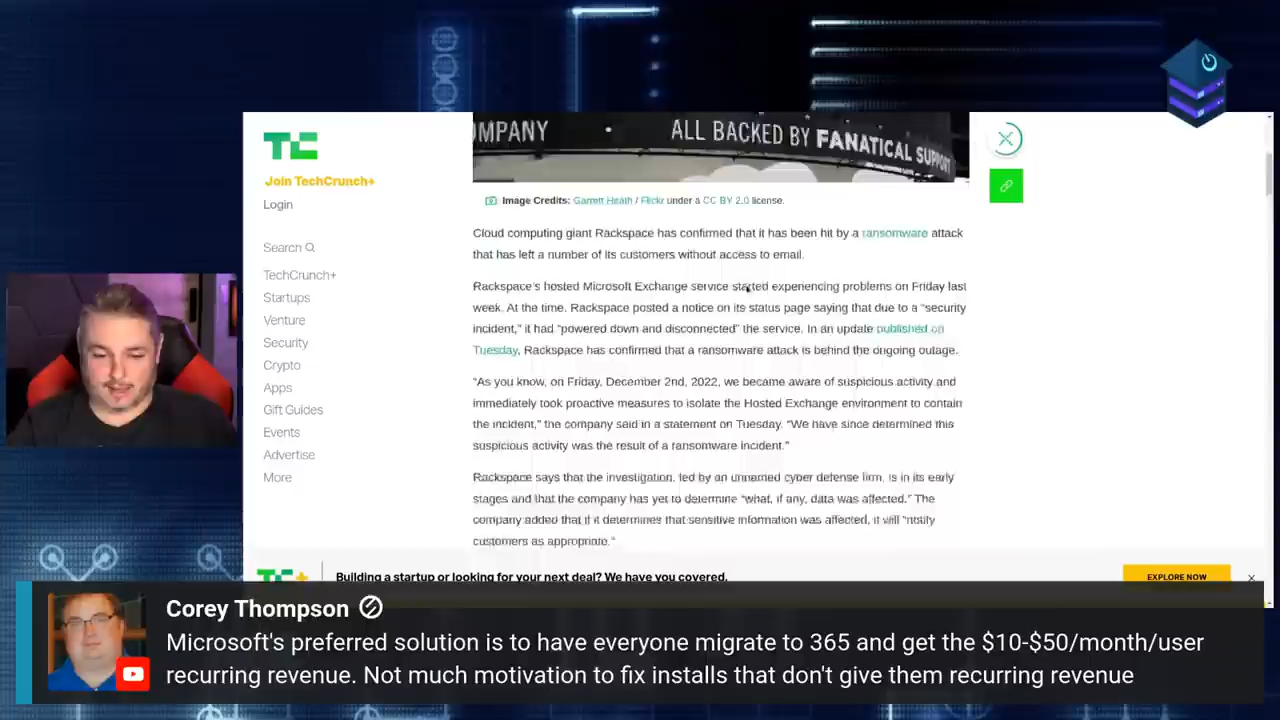 OMPANY • ALL BACKED BY FANATICAL SUPPORT
TC
Join TechCrunch+
Login
Search
TechCrunch+
Startups
Venture
Security
Crypto
Apps
Gift Guides
Events
Advertise
More
Image Credits: Garrett Heath / Flickr under a CC BY 2.0 license.
Cloud computing giant Rackspace has confirmed that it has been hit by a ransomware attack
that has left a number of its customers without access to email.
Rackspace's hosted Microsoft Exchange service started experiencing problems on Friday last
week. At the time, Rackspace posted a notice on its status page saying that due to a “security
incident,” it had “powered down and disconnected” the service. In an update published on
Tuesday, Rackspace has confirmed that a ransomware attack is behind the ongoing outage.
“As you know, on Friday, December 2nd, 2022, we became aware of suspicious activity and
immediately took proactive measures to isolate the Hosted Exchange environment to contain
the incident,” the company said in a statement on Tuesday. “We have since determined this
suspicious activity was the result of a ransomware incident.”
Rackspace says that the investigation, led by an unnamed cyber defense firm, is in its early
stages and that the company has yet to determine “what, if any, data was affected.” The
company added that if it determines that sensitive information was affected, it will “notify
customers as appropriate.”
TC+
Building a startup or looking for your next deal? We have you covered.
EXPLORE NOW
Corey Thompson
Microsoft's preferred solution is to have everyone migrate to 365 and get the $10-$50/month/user
recurring revenue. Not much motivation to fix installs that don't give them recurring revenue